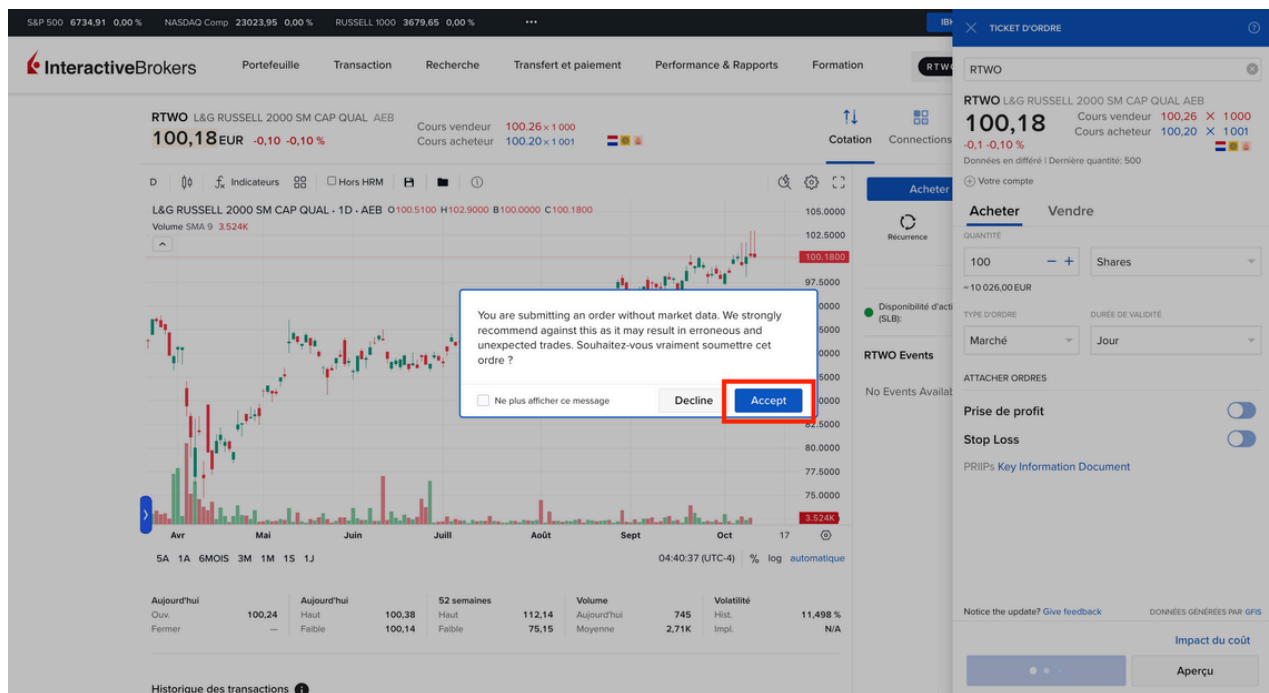 S&P 500 6734,91 0,00 % NASDAQ Comp 23023,95 0,00 % RUSSELL 1000 3679,65 0,00 % •••
InteractiveBrokers Portefeuille Transaction Recherche Transfert et paiement Performance & Rapports Formation
RTWO L&G RUSSELL 2000 SM CAP QUAL AEB
100,18 EUR -0,10 -0,10 %
Cours vendeur 100.26 × 1 000
Cours acheteur 100.20 × 1 001
Cotation
Connections
D Indicateurs Hors HRM
L&G RUSSELL 2000 SM CAP QUAL · 1D · AEB O100.5100 H102.9000 B100.0000 C100.1800
Volume SMA 9 3.524K
105.0000
102.5000
100.1800
97.5000
82.5000
80.0000
77.5000
75.0000
3.524K
Avr Mai Juin Juill Août Sept Oct 17
5A 1A 6MOIS 3M 1M 1S 1J 04:40:37 (UTC-4) % log automatique
Acheter
Récurrence
(SLB):
RTWO Events
You are submitting an order without market data. We strongly
recommend against this as it may result in erroneous and
unexpected trades. Souhaitez-vous vraiment soumettre cet
ordre ?
Ne plus afficher ce message Decline Accept
Aujourd'hui Aujourd'hui 52 semaines Volume Volatilité
Ouv. 100,24 Haut 100,38 Haut 112,14 Aujourd'hui 745 Hist. 11,498 %
Fermer — Faible 100,14 Faible 75,15 Moyenne 2,71K Impl. N/A
Historique des transactions
TICKET D'ORDRE
RTWO
RTWO L&G RUSSELL 2000 SM CAP QUAL AEB
100,18
-0,1 -0,10 %
Cours vendeur 100,26 × 1 000
Cours acheteur 100,20 × 1 001
Données en différé | Dernière quantité: 500
Votre compte
Acheter Vendre
QUANTITÉ
100 − + Shares
≈ 10 026,00 EUR
TYPE D'ORDRE DURÉE DE VALIDITÉ
Marché Jour
ATTACHER ORDRES
Prise de profit
Stop Loss
PRIIPs Key Information Document
Notice the update? Give feedback DONNÉES GÉNÉRÉES PAR GFIS
Impact du coût
Aperçu